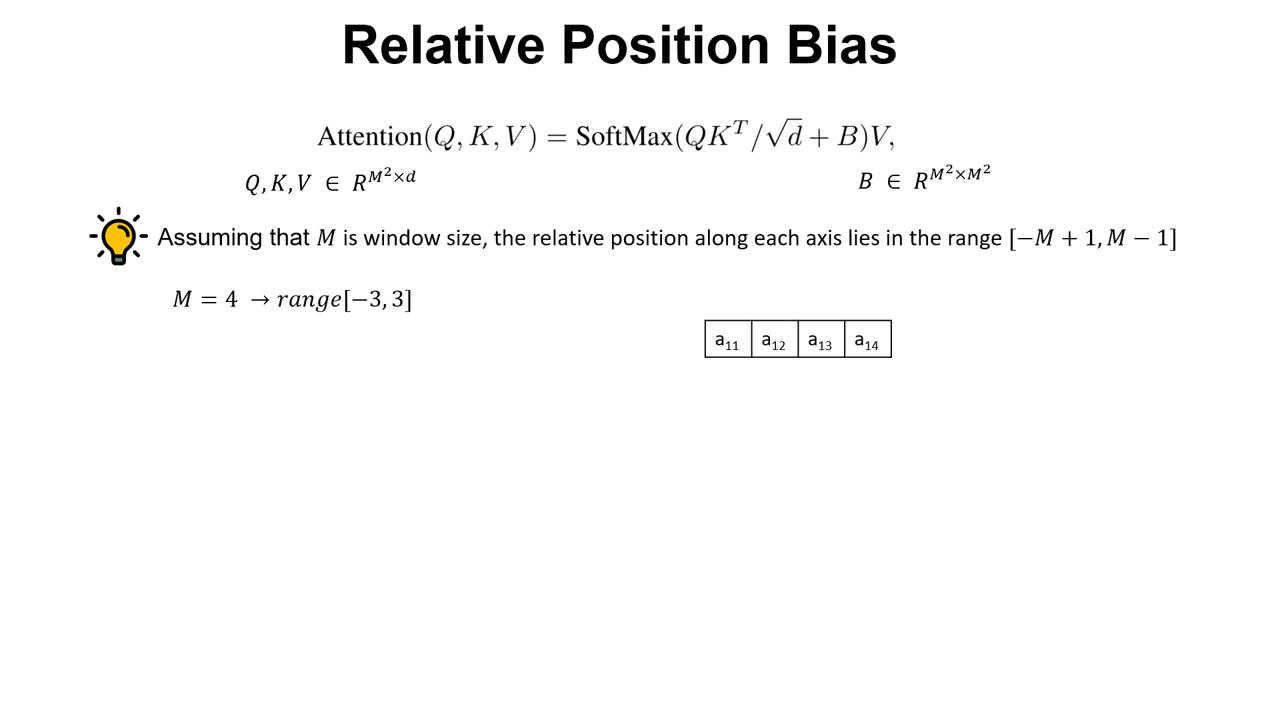 Relative Position Bias
Attention(Q, K, V) = SoftMax(QK^T/√d + B)V,
Q, K, V ∈ R^{M²×d}
B ∈ R^{M²×M²}
Assuming that M is window size, the relative position along each axis lies in the range [−M + 1, M − 1]
M = 4 → range[−3, 3]
a₁₁ a₁₂ a₁₃ a₁₄